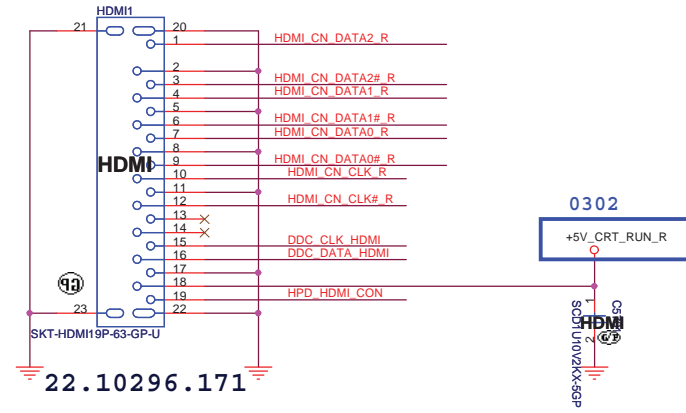 HDMI1
21
20
1
HDMI_CN_DATA2_R
2
3
HDMI_CN_DATA2#_R
4
HDMI_CN_DATA1_R
5
6
HDMI_CN_DATA1#_R
7
HDMI_CN_DATA0_R
8
HDMI
9
HDMI_CN_DATA0#_R
10
HDMI_CN_CLK_R
11
12
HDMI_CN_CLK#_R
13
14
15
DDC_CLK_HDMI
16
DDC_DATA_HDMI
17
18
19
HPD_HDMI_CON
23
22
GP
SKT-HDMI19P-63-GP-U
22.10296.171
0302
+5V_CRT_RUN_R
1
2
HDMI
SCD1U10V2KX-5GP